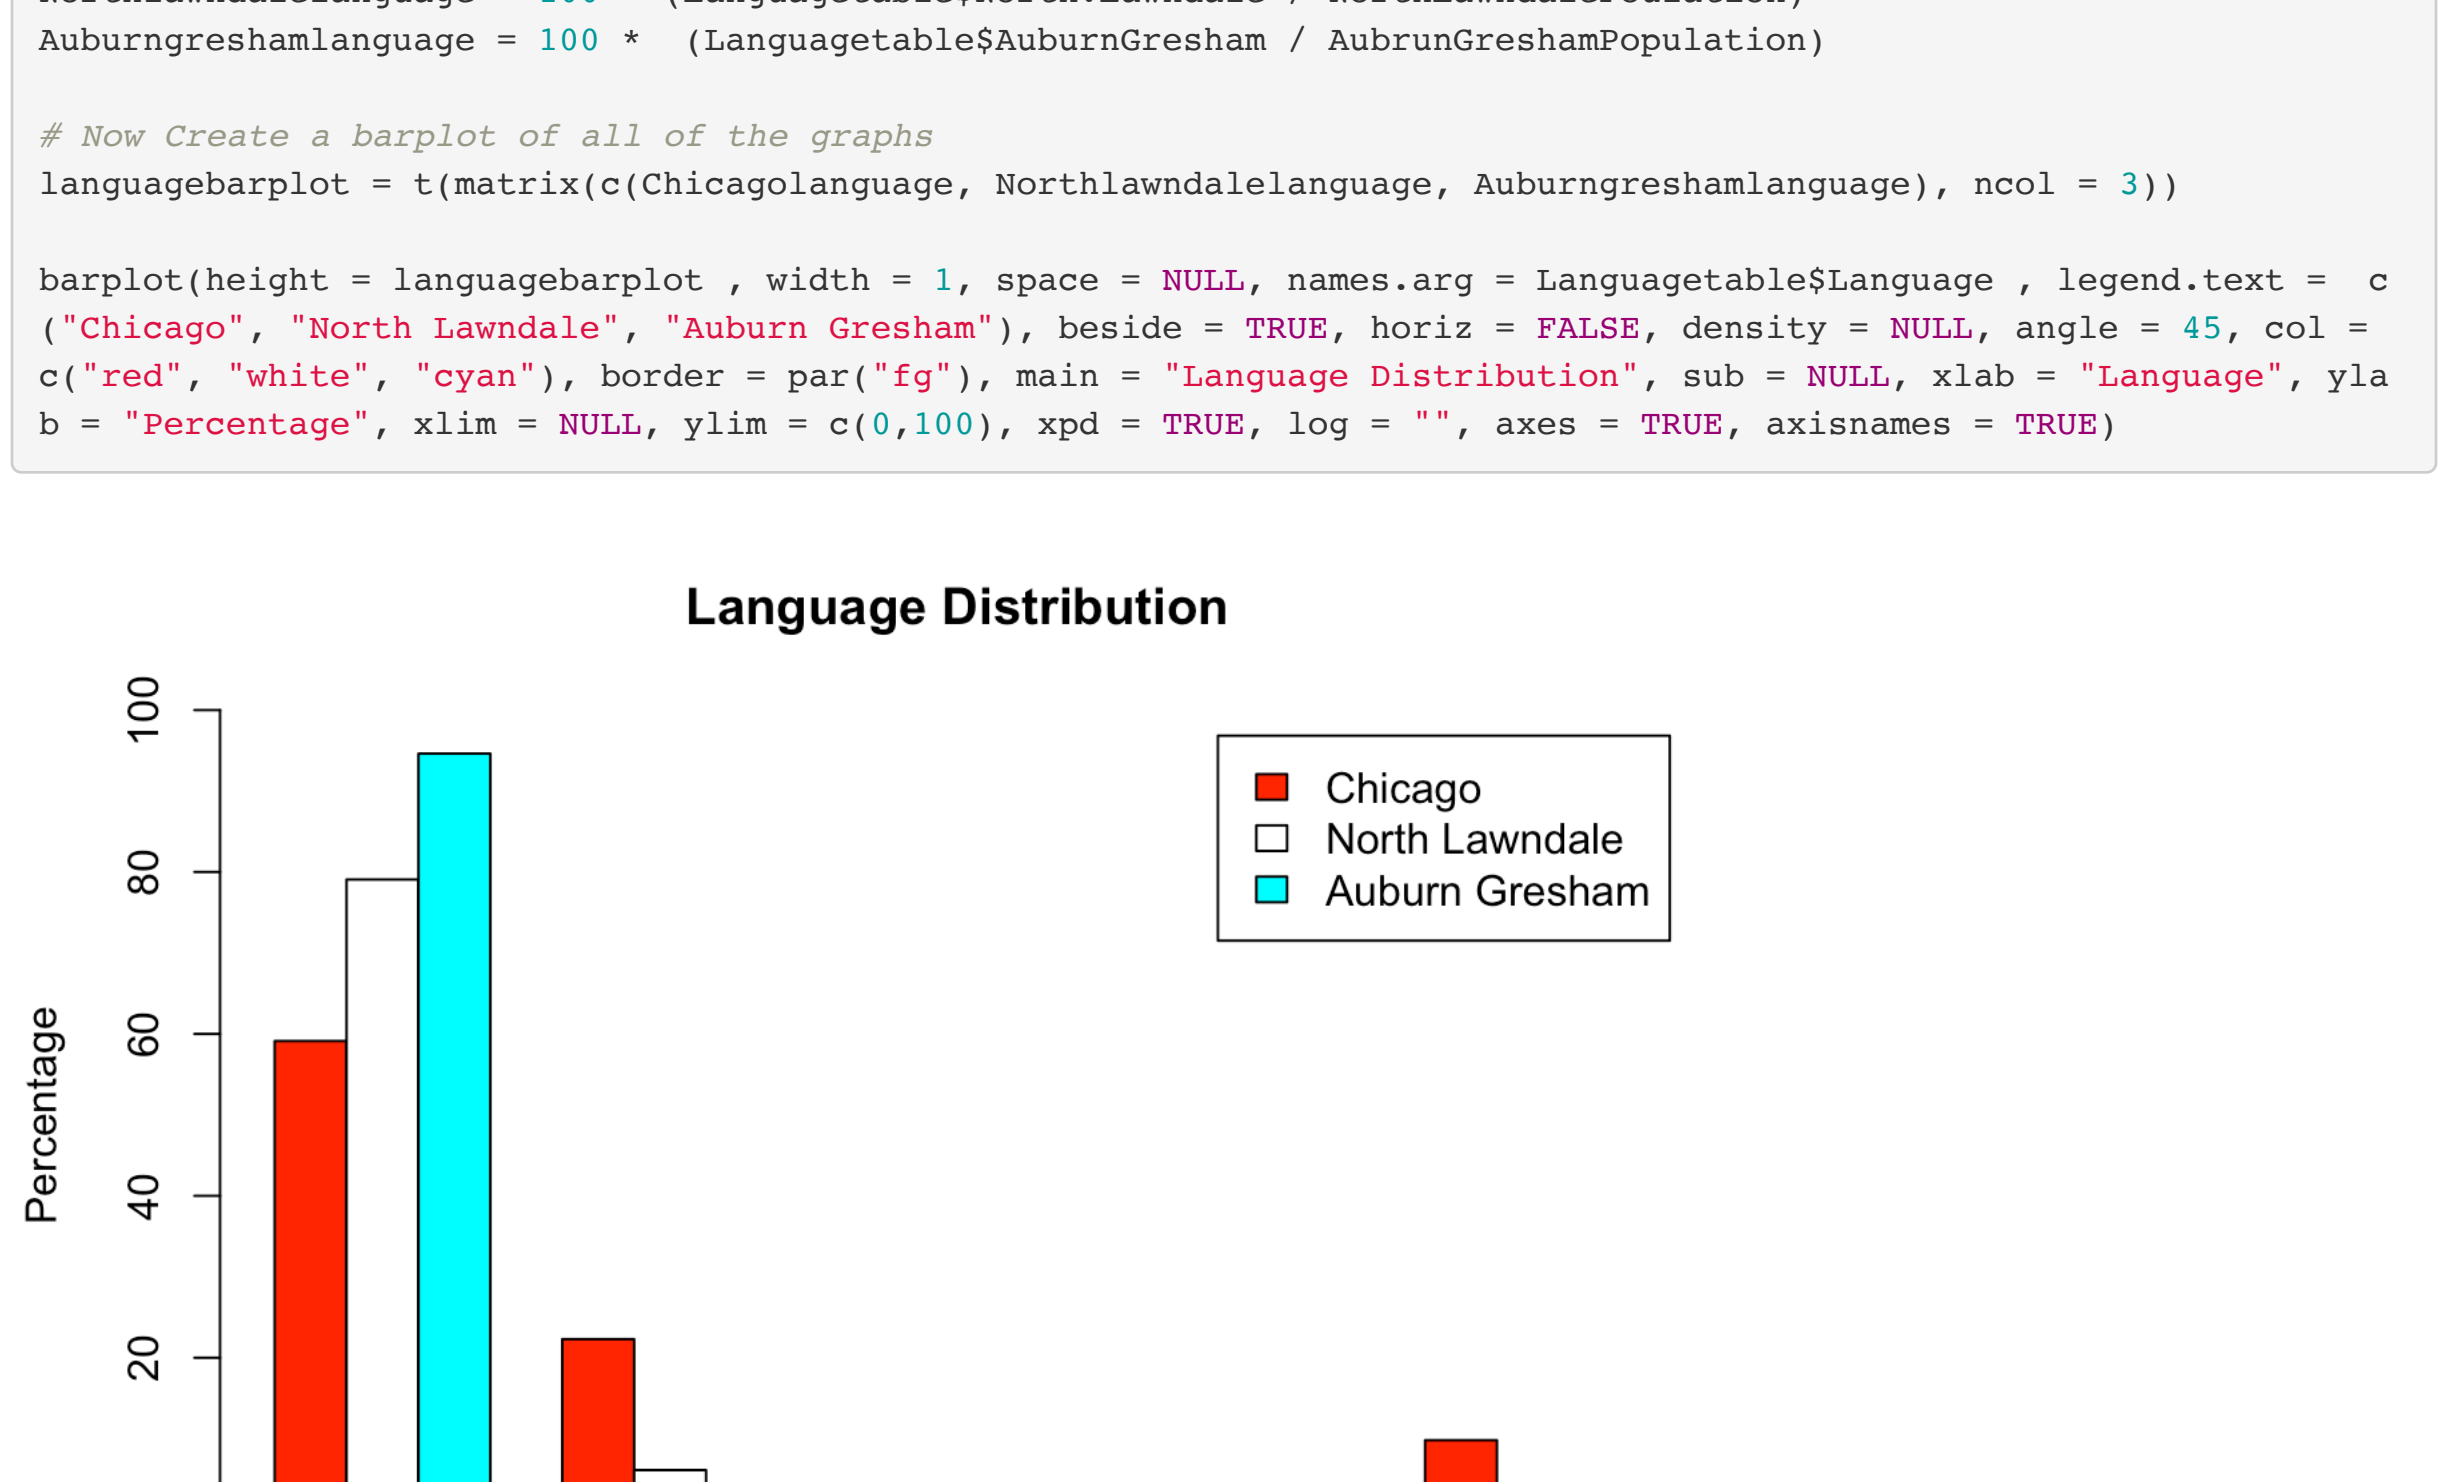 Auburngreshamlanguage = 100 *  (Languagetable$AuburnGresham / AubrunGreshamPopulation)
# Now Create a barplot of all of the graphs
languagebarplot = t(matrix(c(Chicagolanguage, Northlawndalelanguage, Auburngreshamlanguage), ncol = 3))
barplot(height = languagebarplot , width = 1, space = NULL, names.arg = Languagetable$Language , legend.text =  c
("Chicago", "North Lawndale", "Auburn Gresham"), beside = TRUE, horiz = FALSE, density = NULL, angle = 45, col =
c("red", "white", "cyan"), border = par("fg"), main = "Language Distribution", sub = NULL, xlab = "Language", yla
b = "Percentage", xlim = NULL, ylim = c(0,100), xpd = TRUE, log = "", axes = TRUE, axisnames = TRUE)
Language Distribution
100
80
60
40
20
Percentage
Chicago
North Lawndale
Auburn Gresham